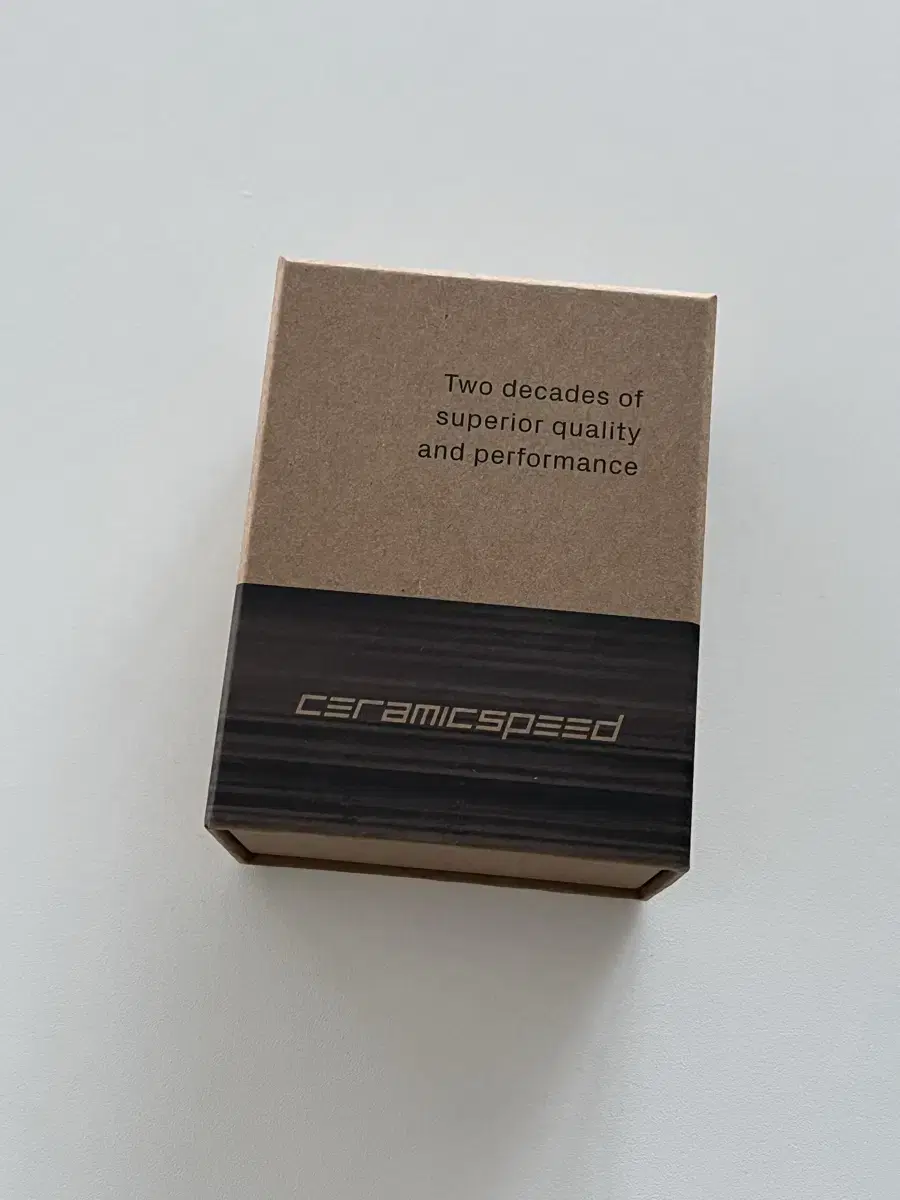 Two decades of
superior quality
and performance
ceramicspeed